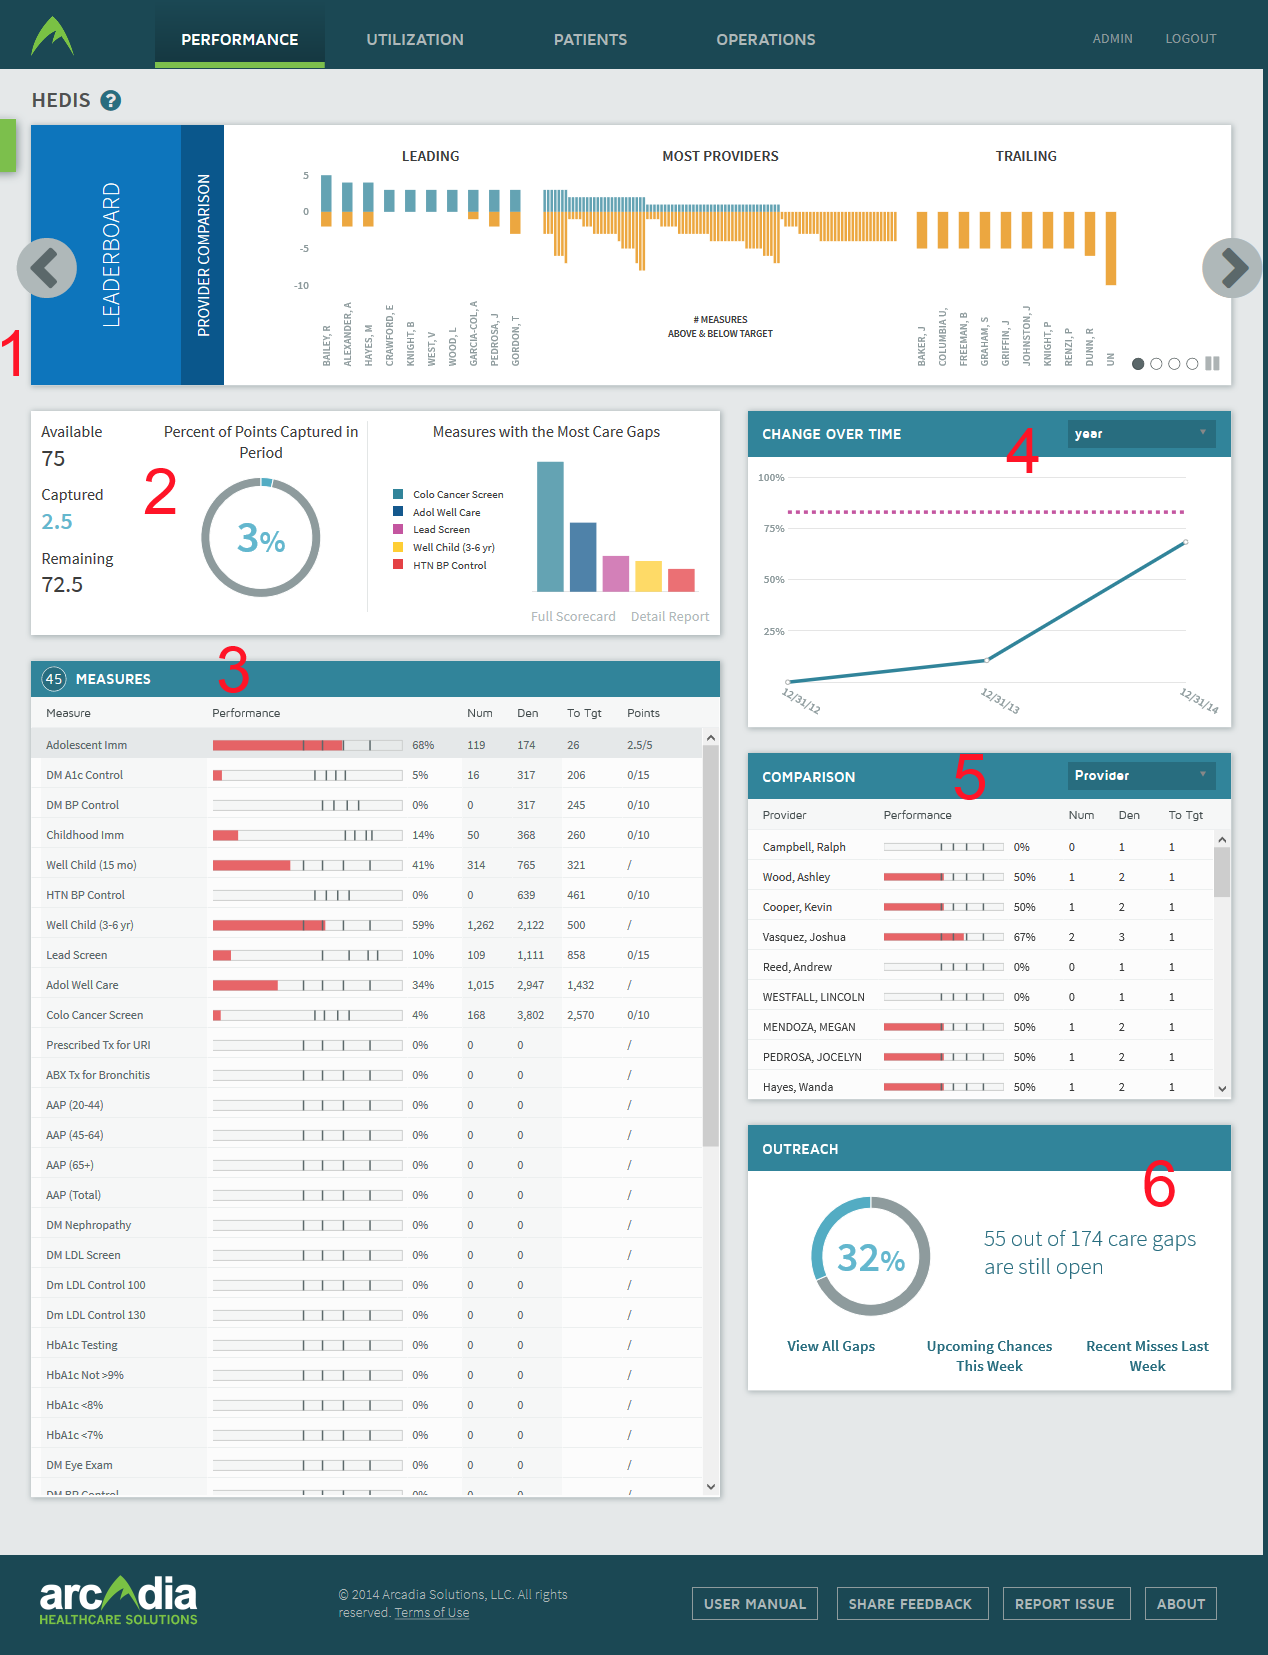 PERFORMANCE UTILIZATION PATIENTS OPERATIONS ADMIN LOGOUT
HEDIS ?
LEADERBOARD
PROVIDER COMPARISON
LEADING MOST PROVIDERS TRAILING
5
0
-5
-10
BAILEY, R
ALEXANDER, A
HAYES, M
CRAWFORD, E
KNIGHT, B
WEST, V
WOOD, L
GARCIA-COL, A
PEDROSA, J
GORDON, T
# MEASURES
ABOVE & BELOW TARGET
BAKER, J
COLUMBIA U,
FREEMAN, B
GRAHAM, S
GRIFFIN, J
JOHNSTON, J
KNIGHT, P
RENZI, P
DUNN, R
UN
1
Available
75
Captured
2.5
Remaining
72.5
2
Percent of Points Captured in
Period
3%
Measures with the Most Care Gaps
Colo Cancer Screen
Adol Well Care
Lead Screen
Well Child (3-6 yr)
HTN BP Control
Full Scorecard Detail Report
3
45 MEASURES
Measure Performance Num Den To Tgt Points
Adolescent Imm 68% 119 174 26 2.5/5
DM A1c Control 5% 16 317 206 0/15
DM BP Control 0% 0 317 245 0/10
Childhood Imm 14% 50 368 260 0/10
Well Child (15 mo) 41% 314 765 321 /
HTN BP Control 0% 0 639 461 0/10
Well Child (3-6 yr) 59% 1,262 2,122 500 /
Lead Screen 10% 109 1,111 858 0/15
Adol Well Care 34% 1,015 2,947 1,432 /
Colo Cancer Screen 4% 168 3,802 2,570 0/10
Prescribed Tx for URI 0% 0 0 /
ABX Tx for Bronchitis 0% 0 0 /
AAP (20-44) 0% 0 0 /
AAP (45-64) 0% 0 0 /
AAP (65+) 0% 0 0 /
AAP (Total) 0% 0 0 /
DM Nephropathy 0% 0 0 /
DM LDL Screen 0% 0 0 /
Dm LDL Control 100 0% 0 0 /
Dm LDL Control 130 0% 0 0 /
HbA1c Testing 0% 0 0 /
HbA1c Not >9% 0% 0 0 /
HbA1c <8% 0% 0 0 /
HbA1c <7% 0% 0 0 /
DM Eye Exam 0% 0 0 /
DM BP Control 0% 0 0 /
4
CHANGE OVER TIME year
100%
75%
50%
25%
12/31/12 12/31/13 12/31/14
5
COMPARISON Provider
Provider Performance Num Den To Tgt
Campbell, Ralph 0% 0 1 1
Wood, Ashley 50% 1 2 1
Cooper, Kevin 50% 1 2 1
Vasquez, Joshua 67% 2 3 1
Reed, Andrew 0% 0 1 1
WESTFALL, LINCOLN 0% 0 1 1
MENDOZA, MEGAN 50% 1 2 1
PEDROSA, JOCELYN 50% 1 2 1
Hayes, Wanda 50% 1 2 1
OUTREACH
6
32%
55 out of 174 care gaps
are still open
View All Gaps
Upcoming Chances
This Week
Recent Misses Last
Week
arcadia
HEALTHCARE SOLUTIONS
© 2014 Arcadia Solutions, LLC. All rights
reserved. Terms of Use
USER MANUAL SHARE FEEDBACK REPORT ISSUE ABOUT